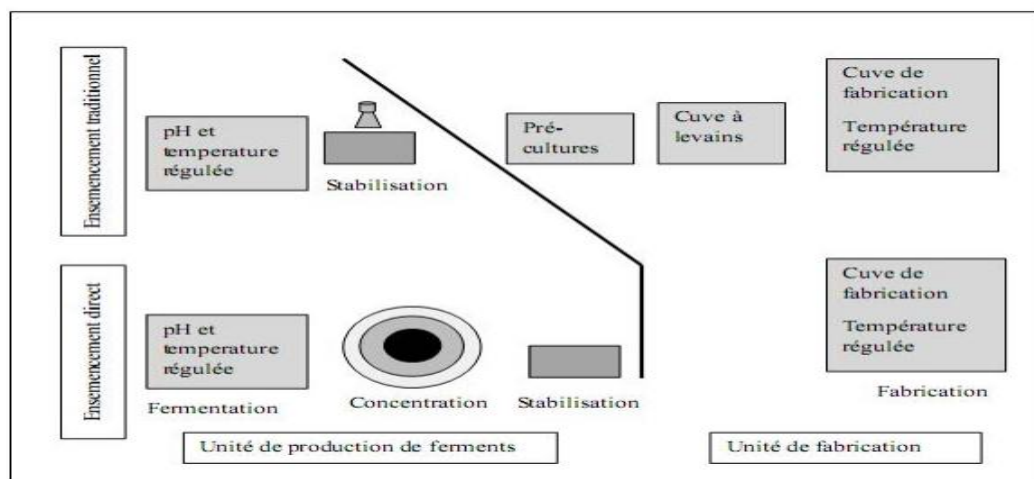 Ensemencement traditionnel
pH et
temperature
régulée
Stabilisation
Pré-
cultures
Cuve à
levains
Cuve de
fabrication
Température
régulée
Ensemencement direct
pH et
temperature
régulée
Fermentation
Concentration
Stabilisation
Cuve de
fabrication
Température
régulée
Fabrication
Unité de production de ferments
Unité de fabrication